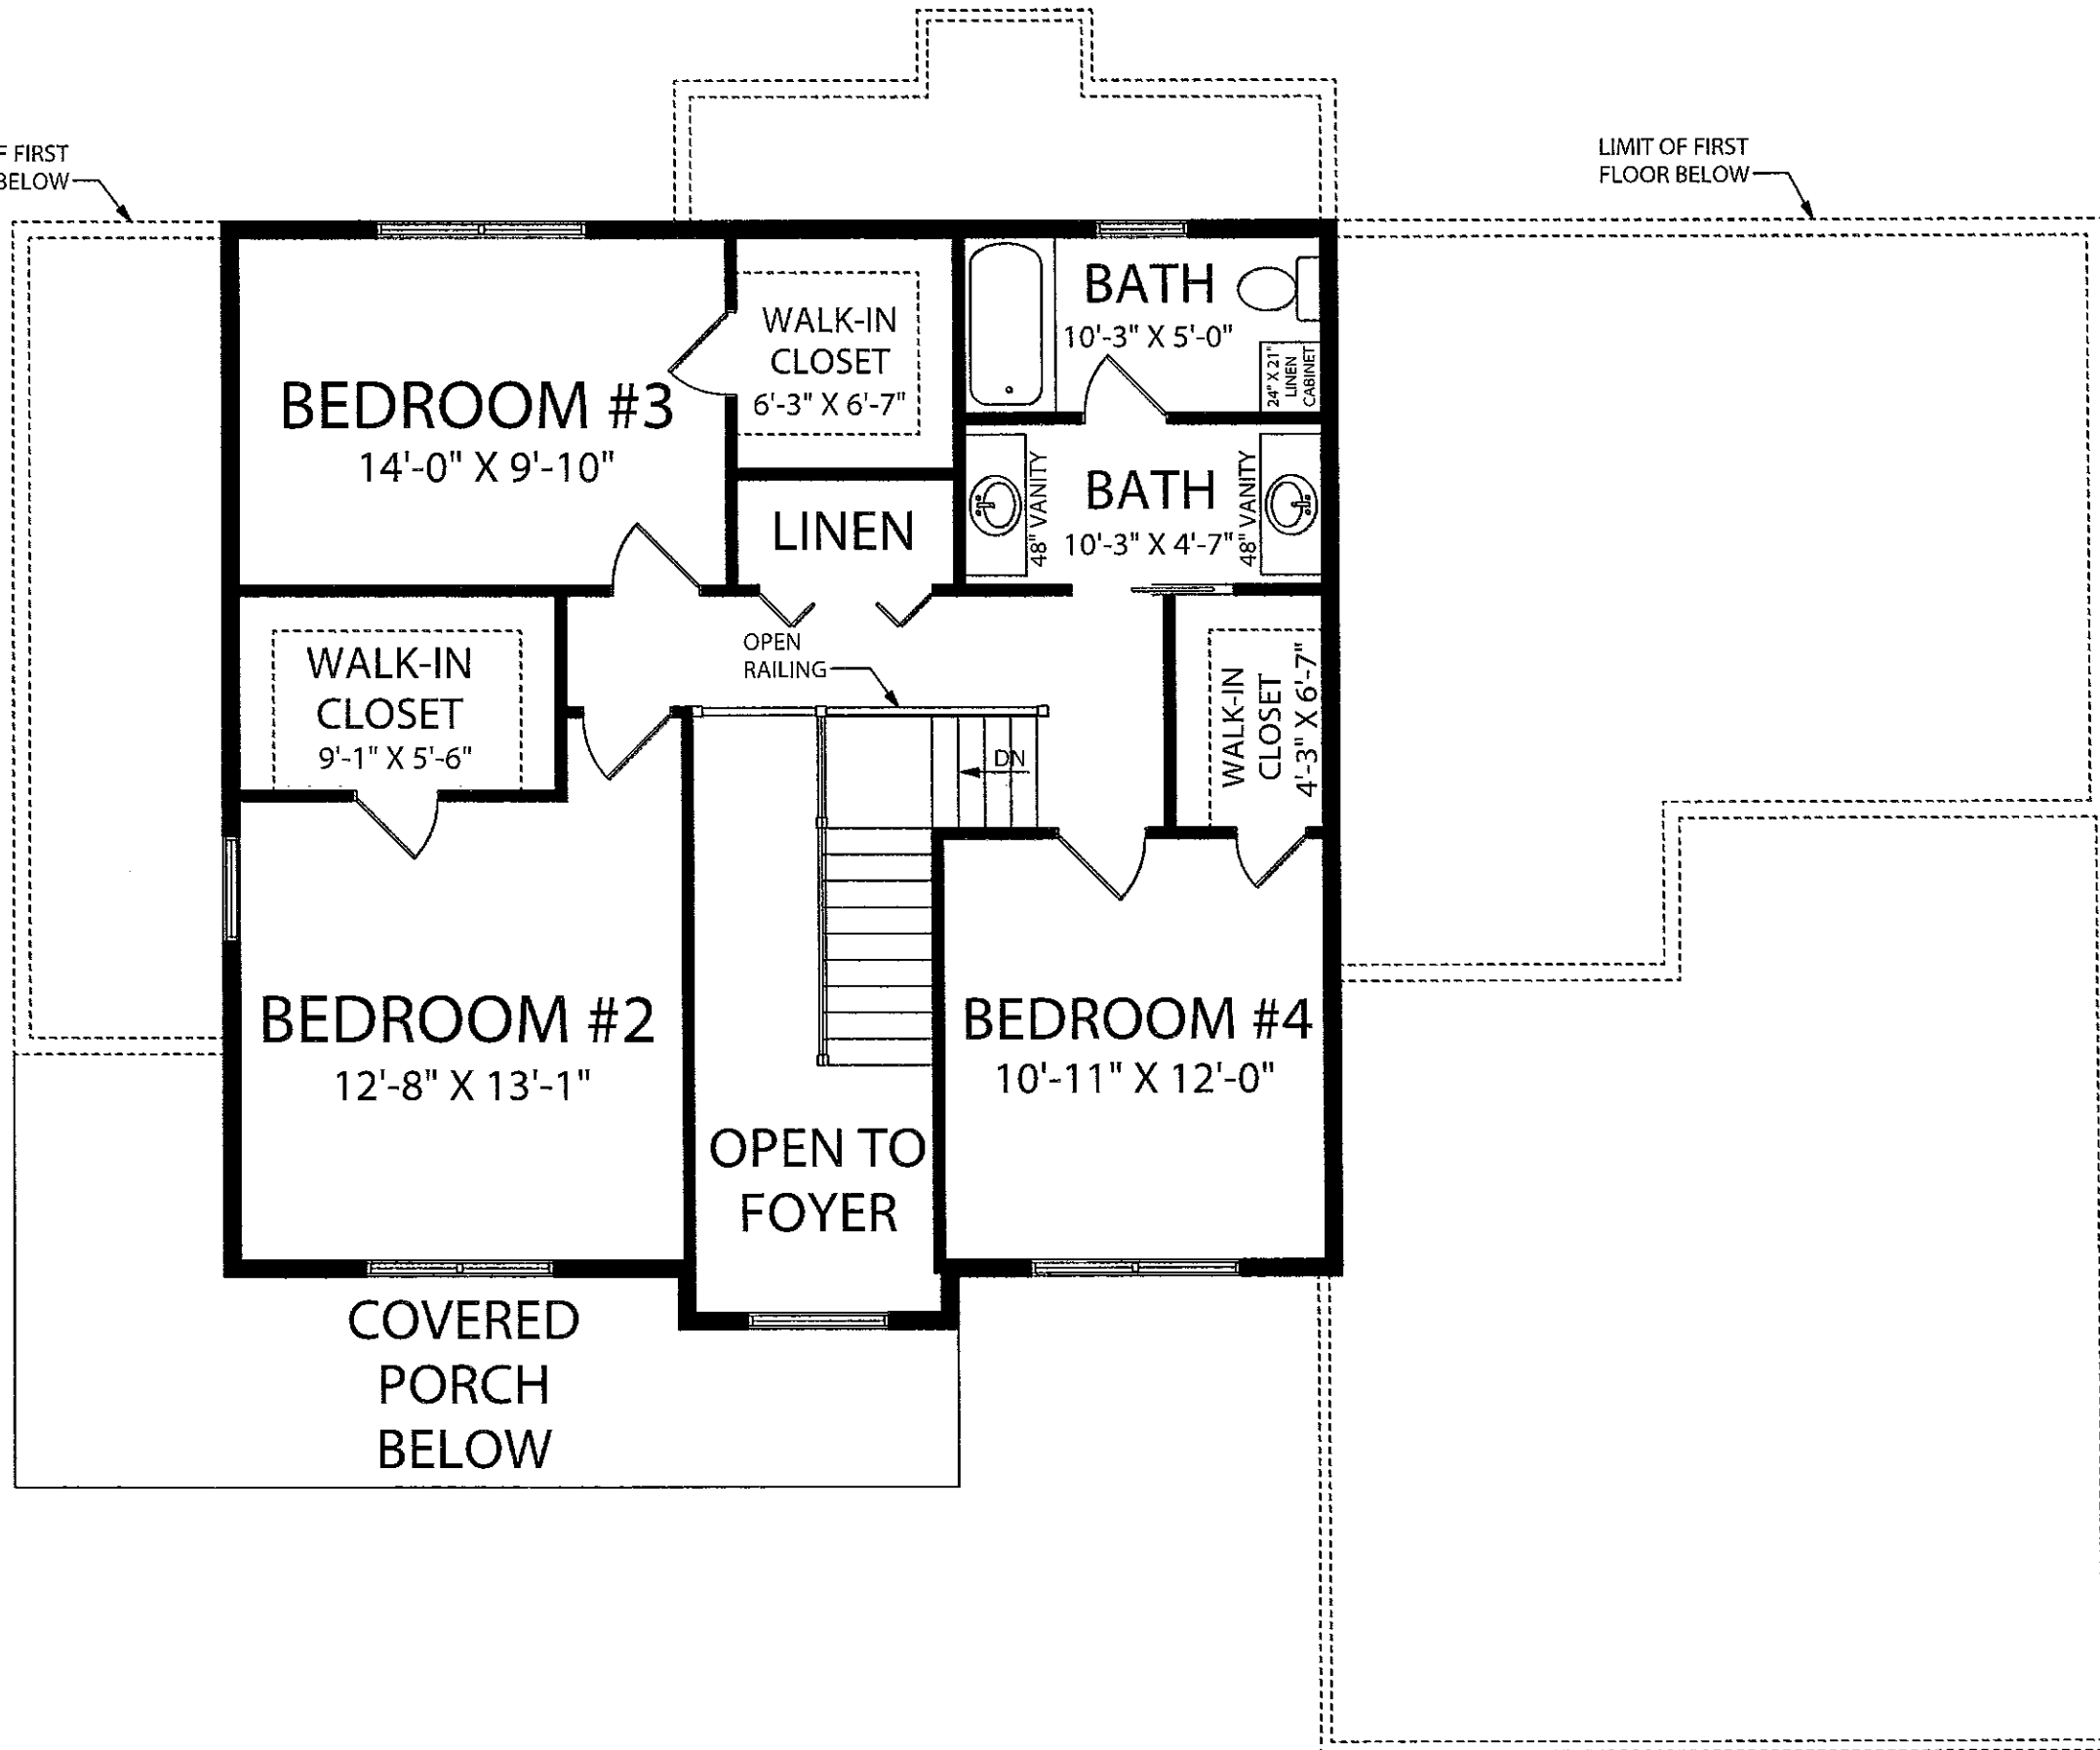 F FIRST
BELOW
LIMIT OF FIRST
FLOOR BELOW
BEDROOM #3
14'-0" X 9'-10"
WALK-IN
CLOSET
6'-3" X 6'-7"
BATH
10'-3" X 5'-0"
24" X 21"
LINEN
CABINET
LINEN
48" VANITY
BATH
10'-3" X 4'-7"
48" VANITY
WALK-IN
CLOSET
9'-1" X 5'-6"
OPEN
RAILING
DN
WALK-IN
CLOSET
4'-3" X 6'-7"
BEDROOM #2
12'-8" X 13'-1"
OPEN TO
FOYER
BEDROOM #4
10'-11" X 12'-0"
COVERED
PORCH
BELOW